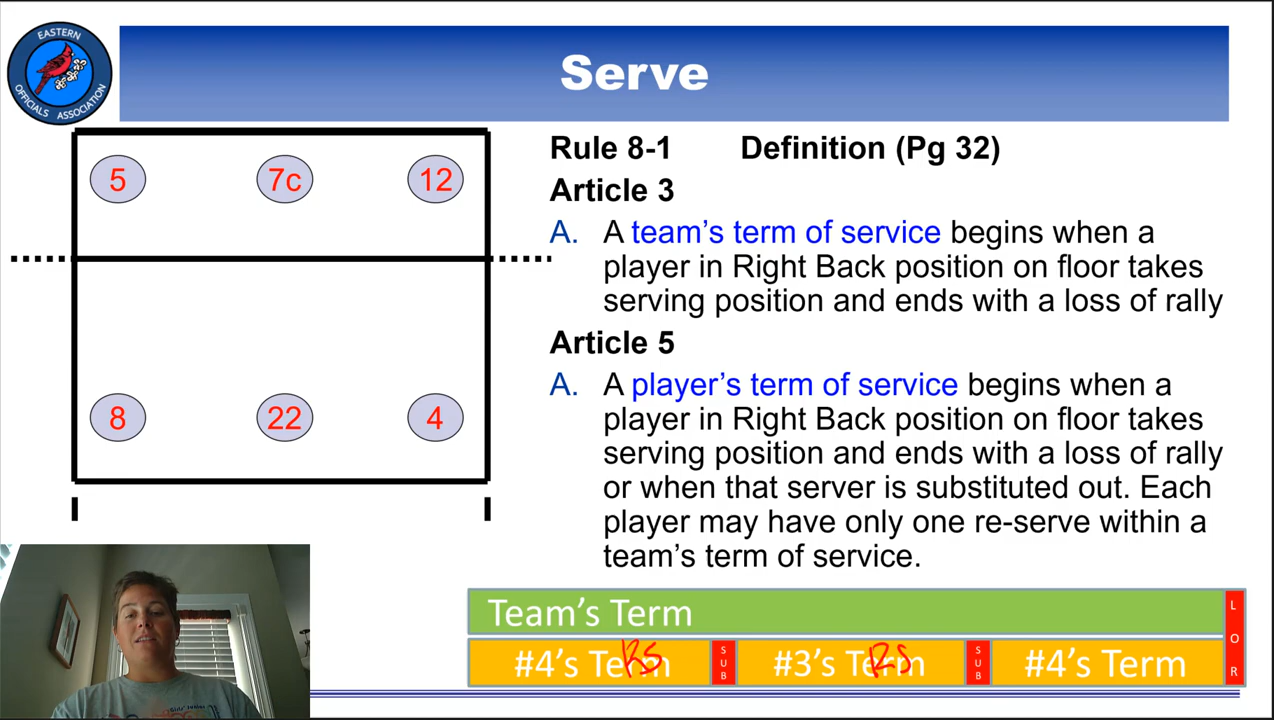 EASTERN
OFFICIALS ASSOCIATION
Serve
5 7c 12
8 22 4
Rule 8-1 Definition (Pg 32)
Article 3
A. A team's term of service begins when a
player in Right Back position on floor takes
serving position and ends with a loss of rally
Article 5
A. A player's term of service begins when a
player in Right Back position on floor takes
serving position and ends with a loss of rally
or when that server is substituted out. Each
player may have only one re-serve within a
team's term of service.
Team's Term
LOR
#4's Term SUB #3's Term SUB #4's Term
RS RS